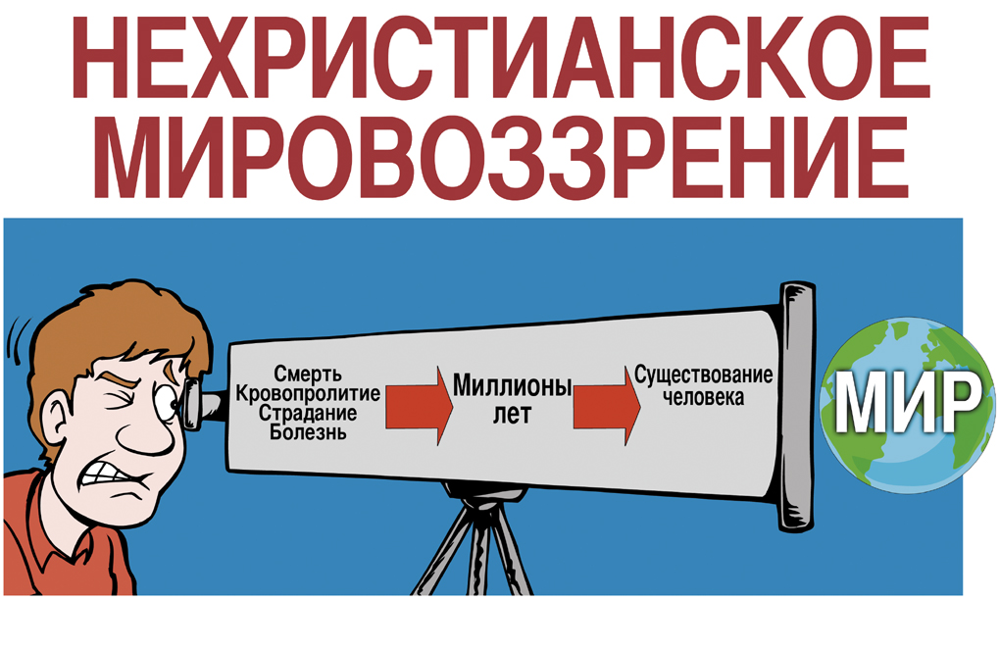 НЕХРИСТИАНСКОЕ
МИРОВОЗЗРЕНИЕ
Смерть
Кровопролитие
Страдание
Болезнь
Миллионы
лет
Существование
человека
МИР